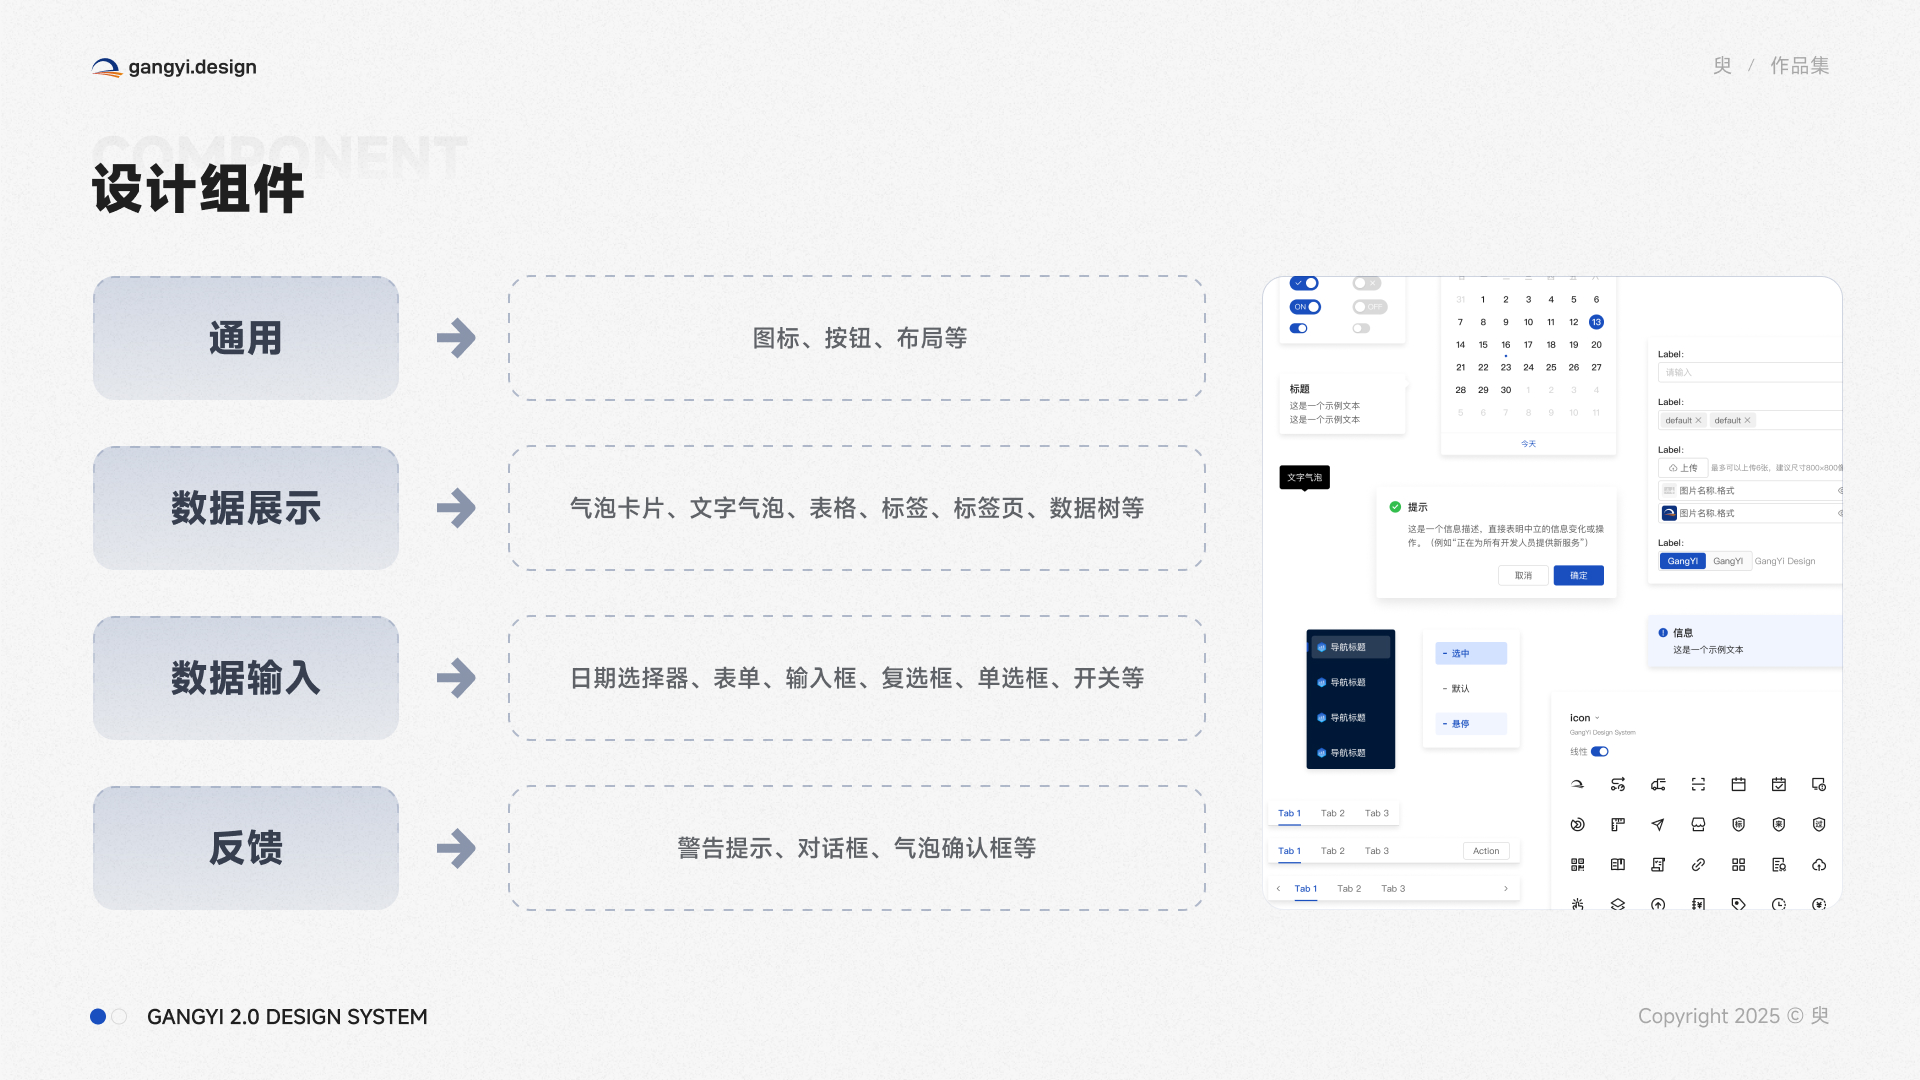 gangyi.design
臾 / 作品集
COMPONENT
设计组件
通用
图标、按钮、布局等
数据展示
气泡卡片、文字气泡、表格、标签、标签页、数据树等
数据输入
日期选择器、表单、输入框、复选框、单选框、开关等
反馈
警告提示、对话框、气泡确认框等
ON
OFF
标题
这是一个示例文本
这是一个示例文本
文字气泡
31 1 2 3 4 5 6
7 8 9 10 11 12 13
14 15 16 17 18 19 20
21 22 23 24 25 26 27
28 29 30 1 2 3 4
5 6 7 8 9 10 11
今天
提示
这是一个信息描述，直接表明中立的信息变化或操
作。（例如“正在为所有开发人员提供新服务”）
取消 确定
Label:
请输入
Label:
default default
Label:
上传 最多可以上传6张，建议尺寸800×800
图片名称.格式
图片名称.格式
Label:
GangYi GangYi GangYi Design
信息
这是一个示例文本
导航标题
导航标题
导航标题
导航标题
选中
默认
悬停
icon
GangYi Design System
线性
Tab 1 Tab 2 Tab 3
Tab 1 Tab 2 Tab 3 Action
Tab 1 Tab 2 Tab 3
GANGYI 2.0 DESIGN SYSTEM
Copyright 2025 © 臾